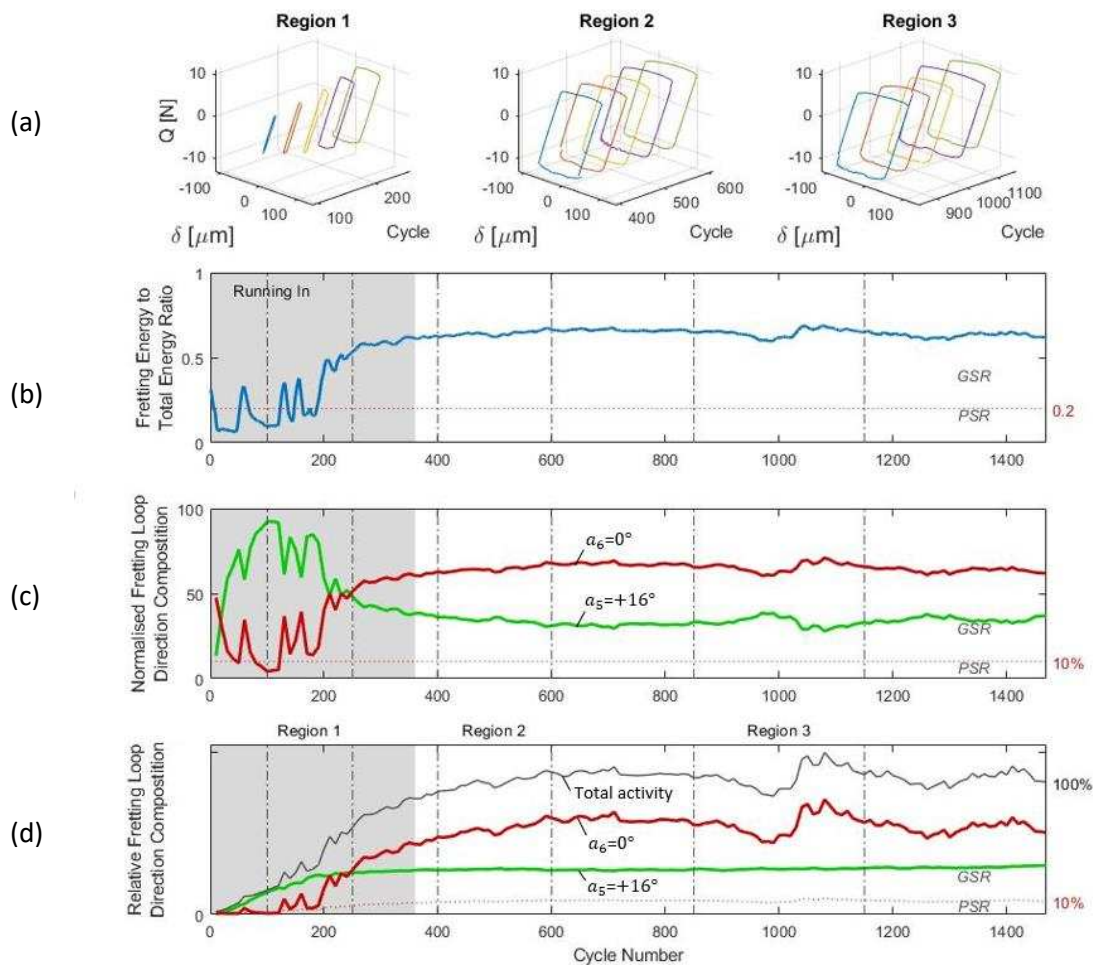 Region 1
Region 2
Region 3
(a)
Q [N]
10
0
-10
-100
0
100
100
200
δ [μm]
Cycle
10
0
-10
-100
0
100
400
500
600
δ [μm]
Cycle
10
0
-10
-100
0
100
900
1000
1100
δ [μm]
Cycle
(b)
Fretting Energy to
Total Energy Ratio
1
0.5
0
Running In
GSR
PSR
0.2
0 200 400 600 800 1000 1200 1400
(c)
Normalised Fretting Loop
Direction Compostition
100
50
0
a₆=0°
a₅=+16°
GSR
PSR
10%
0 200 400 600 800 1000 1200 1400
Region 1
Region 2
Region 3
(d)
Relative Fretting Loop
Direction Compostition
0
Total activity
a₆=0°
a₅=+16°
100%
GSR
PSR
10%
0 200 400 600 800 1000 1200 1400
Cycle Number